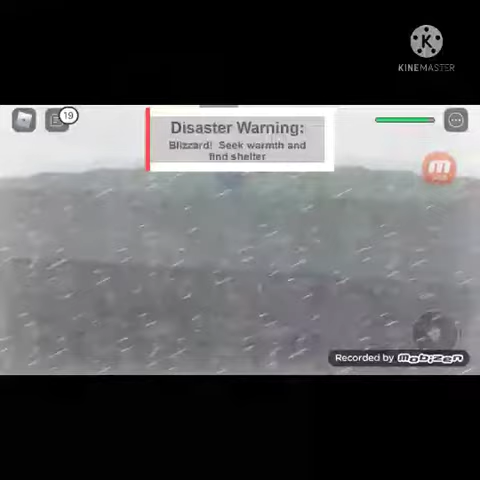 K
KINEMASTER
19
Disaster Warning:
Blizzard! Seek warmth and
find shelter
Recorded by mobizen